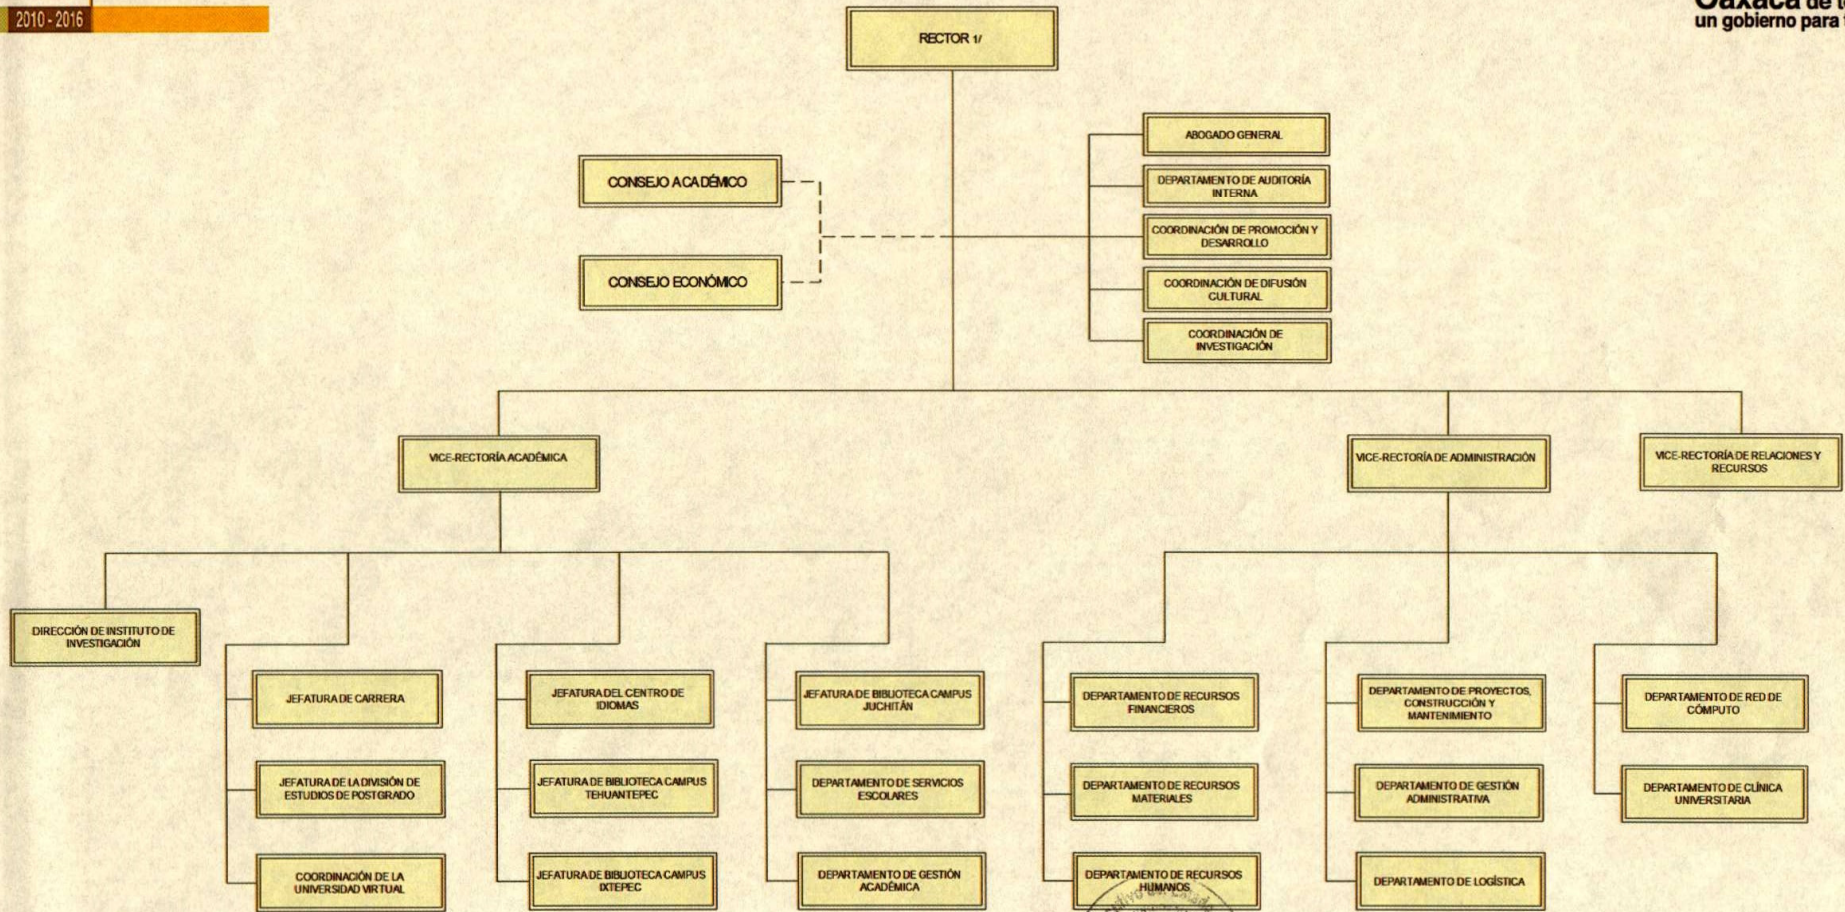 2010 - 2016
Oaxaca de
un gobierno para
RECTOR 1/
ABOGADO GENERAL
CONSEJO ACADÉMICO
DEPARTAMENTO DE AUDITORÍA
INTERNA
COORDINACIÓN DE PROMOCIÓN Y
DESARROLLO
CONSEJO ECONÓMICO
COORDINACIÓN DE DIFUSIÓN
CULTURAL
COORDINACIÓN DE
INVESTIGACIÓN
VICE-RECTORÍA ACADÉMICA
VICE-RECTORÍA DE ADMINISTRACIÓN
VICE-RECTORÍA DE RELACIONES Y
RECURSOS
DIRECCIÓN DE INSTITUTO DE
INVESTIGACIÓN
JEFATURA DE CARRERA
JEFATURA DEL CENTRO DE
IDIOMAS
JEFATURA DE BIBLIOTECA CAMPUS
JUCHITÁN
DEPARTAMENTO DE RECURSOS
FINANCIEROS
DEPARTAMENTO DE PROYECTOS,
CONSTRUCCIÓN Y
MANTENIMIENTO
DEPARTAMENTO DE RED DE
CÓMPUTO
JEFATURA DE LA DIVISIÓN DE
ESTUDIOS DE POSTGRADO
JEFATURA DE BIBLIOTECA CAMPUS
TEHUANTEPEC
DEPARTAMENTO DE SERVICIOS
ESCOLARES
DEPARTAMENTO DE RECURSOS
MATERIALES
DEPARTAMENTO DE GESTIÓN
ADMINISTRATIVA
DEPARTAMENTO DE CLÍNICA
UNIVERSITARIA
COORDINACIÓN DE LA
UNIVERSIDAD VIRTUAL
JEFATURA DE BIBLIOTECA CAMPUS
IXTEPEC
DEPARTAMENTO DE GESTIÓN
ACADÉMICA
DEPARTAMENTO DE RECURSOS
HUMANOS
DEPARTAMENTO DE LOGÍSTICA